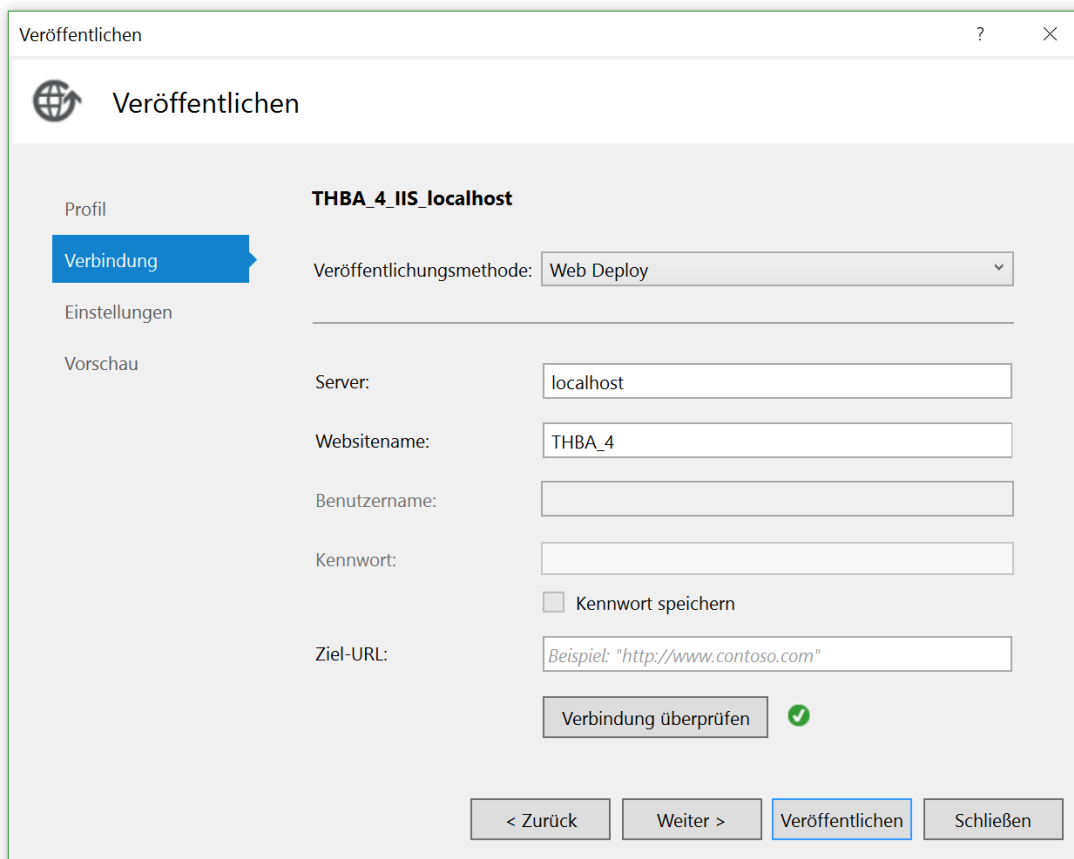 Veröffentlichen ?
Veröffentlichen
Profil
Verbindung
Einstellungen
Vorschau
THBA_4_IIS_localhost
Veröffentlichungsmethode: Web Deploy
Server: localhost
Websitename: THBA_4
Benutzername:
Kennwort:
Kennwort speichern
Ziel-URL: Beispiel: "http://www.contoso.com"
Verbindung überprüfen
< Zurück Weiter > Veröffentlichen Schließen